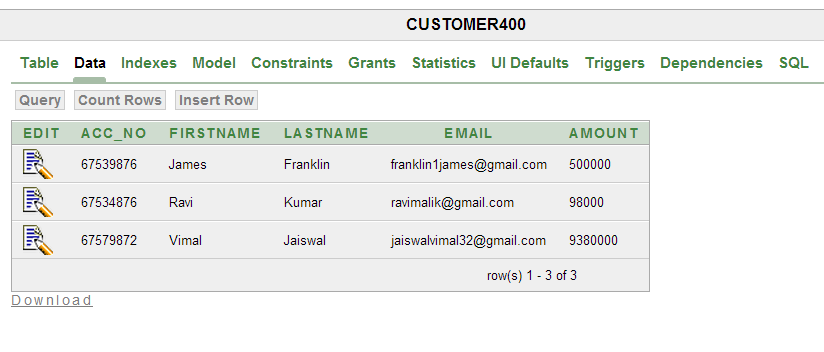 CUSTOMER400
Table Data Indexes Model Constraints Grants Statistics UI Defaults Triggers Dependencies SQL
Query Count Rows Insert Row
EDIT ACC_NO FIRSTNAME LASTNAME EMAIL AMOUNT
67539876 James Franklin franklin1james@gmail.com 500000
67534876 Ravi Kumar ravimalik@gmail.com 98000
67579872 Vimal Jaiswal jaiswalvimal32@gmail.com 9380000
row(s) 1 - 3 of 3
Download